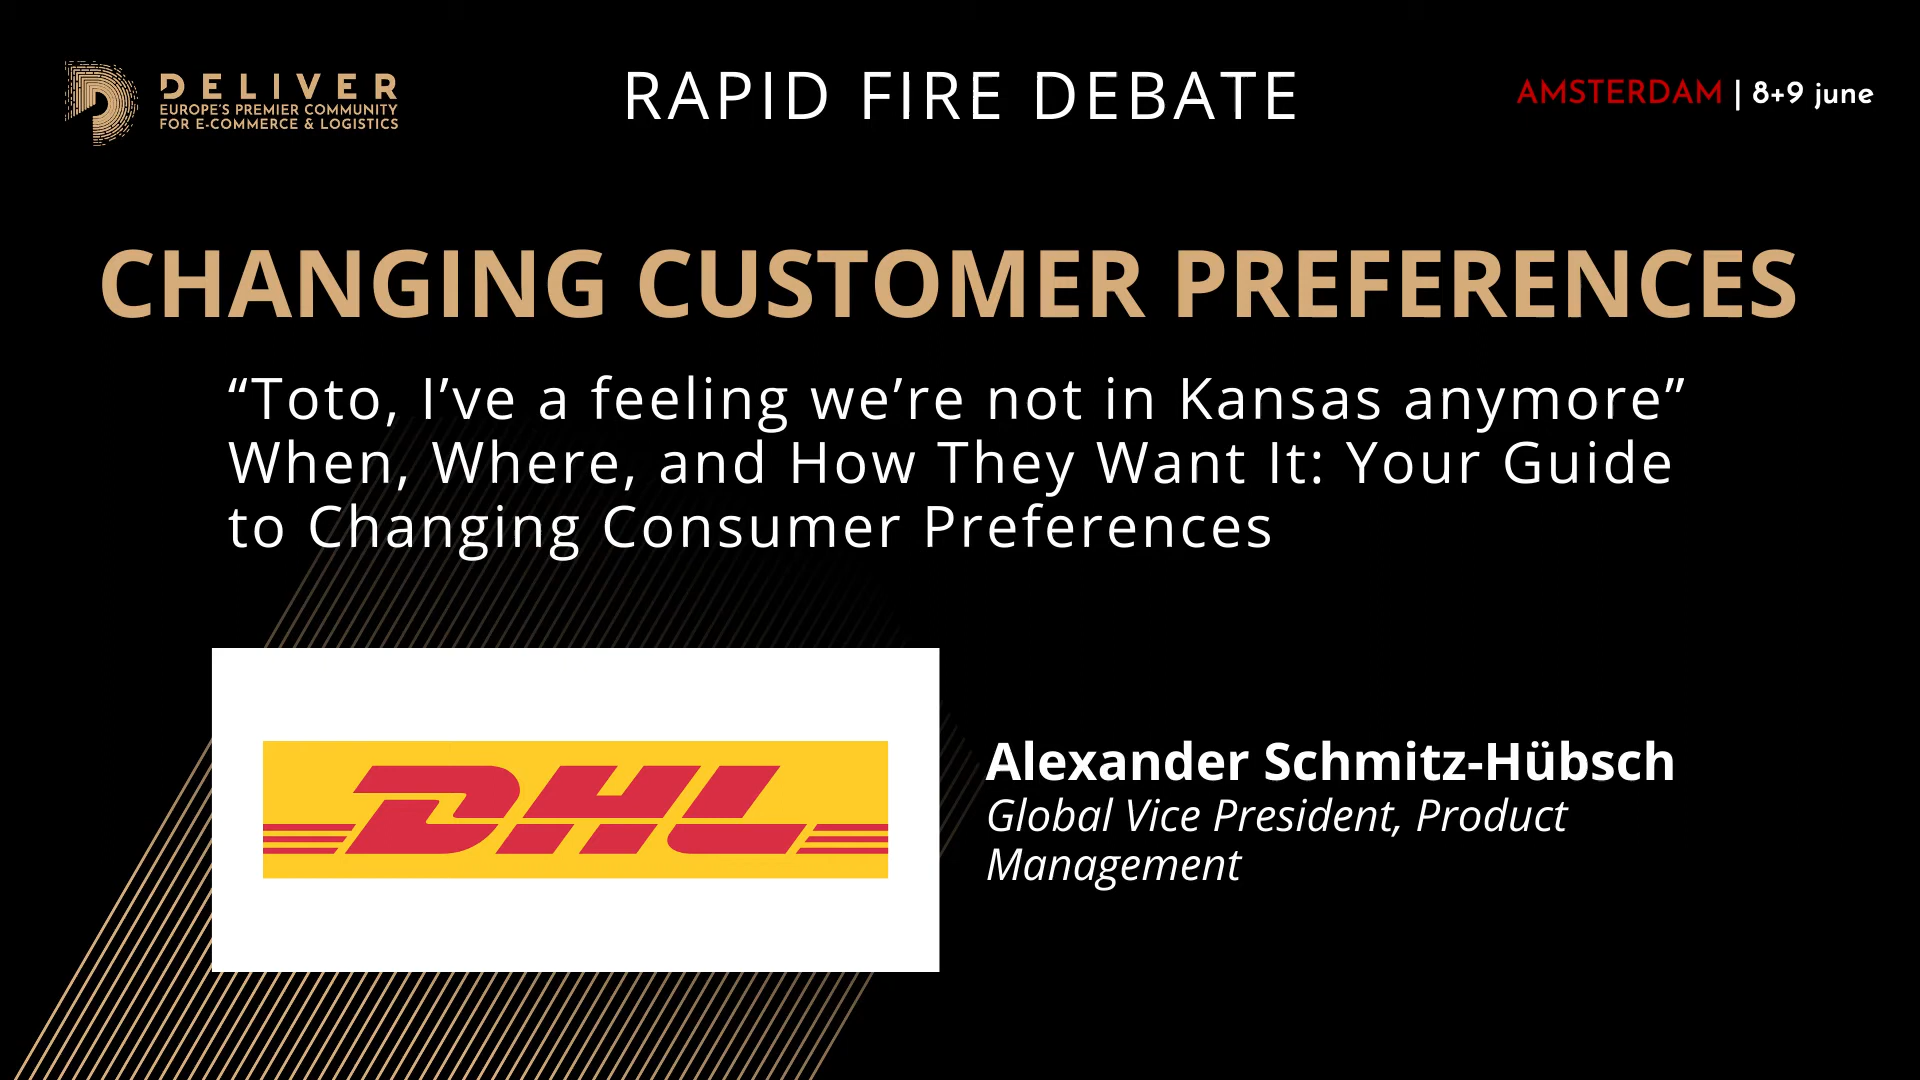 DELIVER
EUROPE'S PREMIER COMMUNITY
FOR E-COMMERCE & LOGISTICS
RAPID FIRE DEBATE
AMSTERDAM | 8+9 june
CHANGING CUSTOMER PREFERENCES
“Toto, I’ve a feeling we’re not in Kansas anymore”
When, Where, and How They Want It: Your Guide
to Changing Consumer Preferences
DHL
Alexander Schmitz-Hübsch
Global Vice President, Product
Management